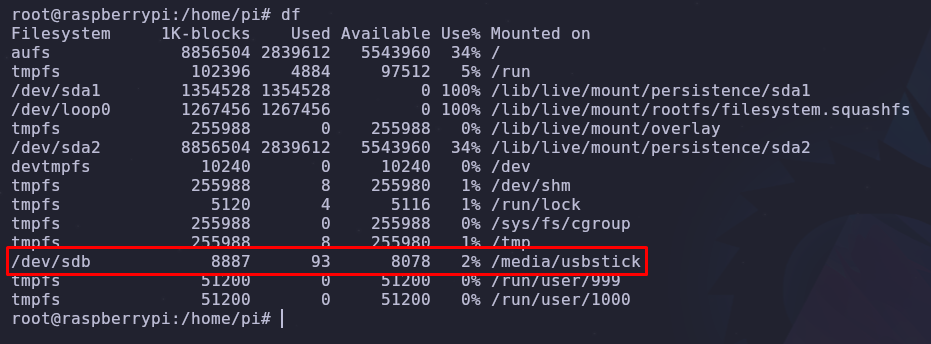 root@raspberrypi:/home/pi# df
Filesystem     1K-blocks    Used Available Use% Mounted on
aufs             8856504 2839612   5543960  34% /
tmpfs             102396    4884     97512   5% /run
/dev/sda1        1354528 1354528         0 100% /lib/live/mount/persistence/sda1
/dev/loop0       1267456 1267456         0 100% /lib/live/mount/rootfs/filesystem.squashfs
tmpfs             255988       0    255988   0% /lib/live/mount/overlay
/dev/sda2        8856504 2839612   5543960  34% /lib/live/mount/persistence/sda2
devtmpfs           10240       0     10240   0% /dev
tmpfs             255988       8    255980   1% /dev/shm
tmpfs               5120       4      5116   1% /run/lock
tmpfs             255988       0    255988   0% /sys/fs/cgroup
tmpfs             255988       8    255980   1% /tmp
/dev/sdb            8887      93      8078   2% /media/usbstick
tmpfs              51200       0     51200   0% /run/user/999
tmpfs              51200       0     51200   0% /run/user/1000
root@raspberrypi:/home/pi#